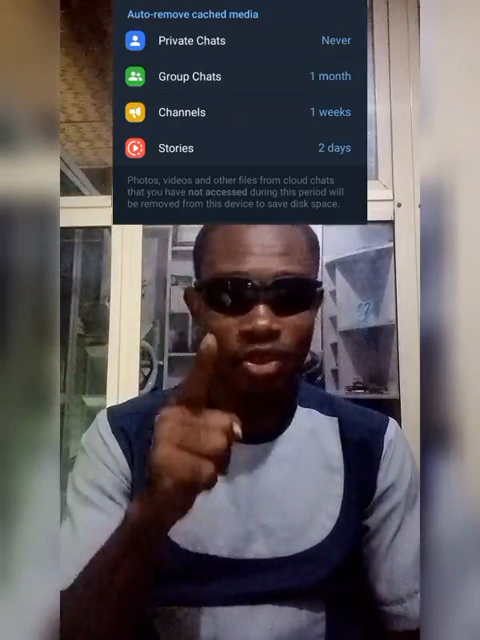 Auto-remove cached media
Private Chats Never
Group Chats 1 month
Channels 1 weeks
Stories 2 days
Photos, videos and other files from cloud chats
that you have not accessed during this period will
be removed from this device to save disk space.